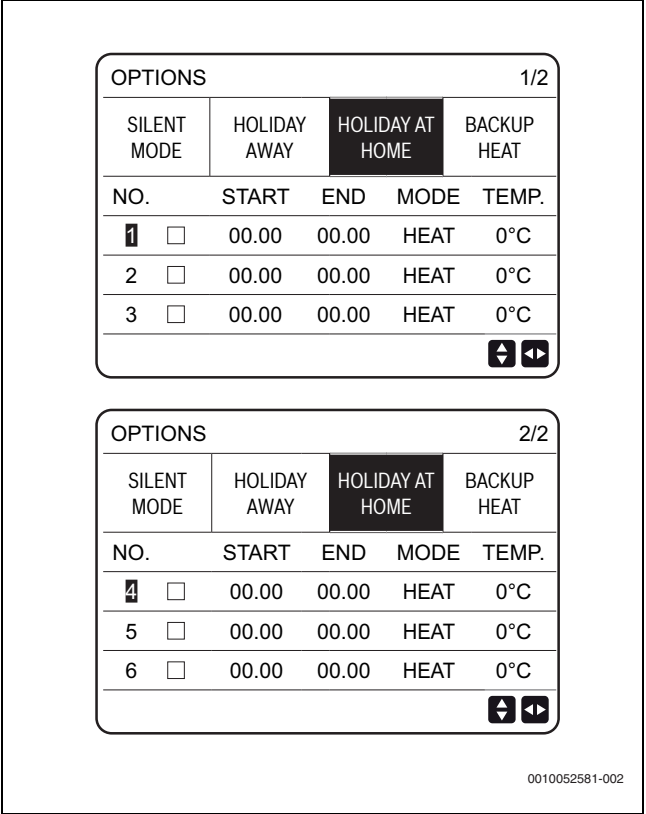 OPTIONS 1/2
SILENT MODE HOLIDAY AWAY HOLIDAY AT HOME BACKUP HEAT
NO. START END MODE TEMP.
1 ☐ 00.00 00.00 HEAT 0°C
2 ☐ 00.00 00.00 HEAT 0°C
3 ☐ 00.00 00.00 HEAT 0°C
OPTIONS 2/2
SILENT MODE HOLIDAY AWAY HOLIDAY AT HOME BACKUP HEAT
NO. START END MODE TEMP.
4 ☐ 00.00 00.00 HEAT 0°C
5 ☐ 00.00 00.00 HEAT 0°C
6 ☐ 00.00 00.00 HEAT 0°C
0010052581-002